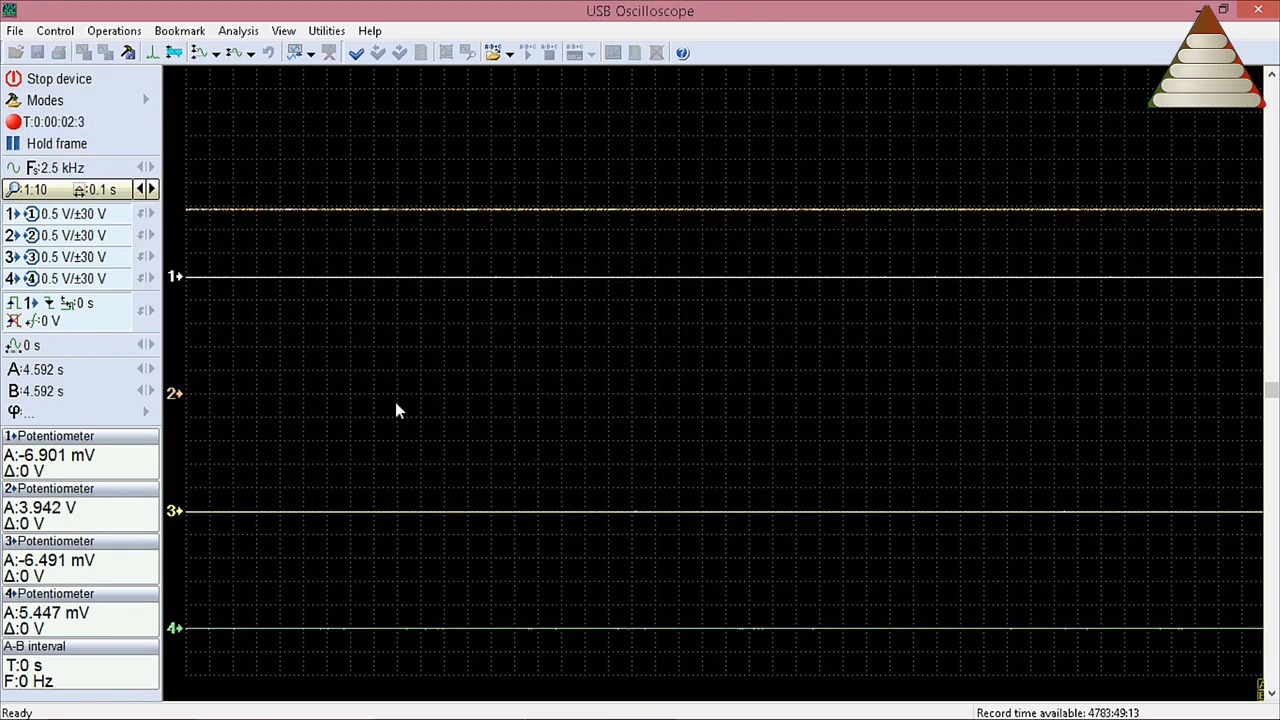 USB Oscilloscope
File Control Operations Bookmark Analysis View Utilities Help
Stop device
Modes
T:0:00:02:3
Hold frame
Fs:2.5 kHz
1:10 :0.1 s
1 1 0.5 V/±30 V
2 2 0.5 V/±30 V
3 3 0.5 V/±30 V
4 4 0.5 V/±30 V
1 :0 s
:0 V
:0 s
A:4.592 s
B:4.592 s
φ:...
1 Potentiometer
A:-6.901 mV
Δ:0 V
2 Potentiometer
A:3.942 V
Δ:0 V
3 Potentiometer
A:-6.491 mV
Δ:0 V
4 Potentiometer
A:5.447 mV
Δ:0 V
A-B interval
T:0 s
F:0 Hz
1
2
3
4
Ready
Record time available: 4783:49:13